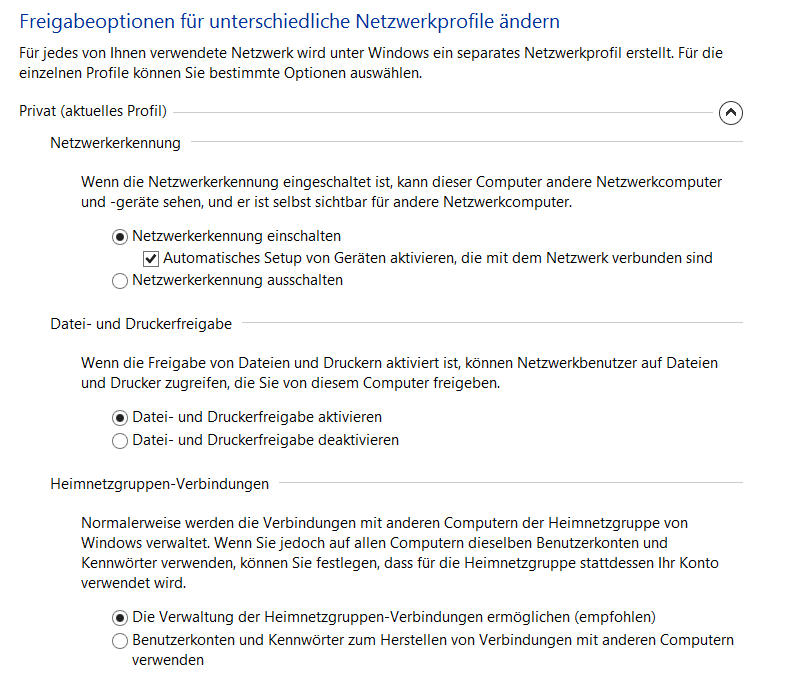 Freigabeoptionen für unterschiedliche Netzwerkprofile ändern
Für jedes von Ihnen verwendete Netzwerk wird unter Windows ein separates Netzwerkprofil erstellt. Für die
einzelnen Profile können Sie bestimmte Optionen auswählen.
Privat (aktuelles Profil)
Netzwerkerkennung
Wenn die Netzwerkerkennung eingeschaltet ist, kann dieser Computer andere Netzwerkcomputer
und -geräte sehen, und er ist selbst sichtbar für andere Netzwerkcomputer.
Netzwerkerkennung einschalten
Automatisches Setup von Geräten aktivieren, die mit dem Netzwerk verbunden sind
Netzwerkerkennung ausschalten
Datei- und Druckerfreigabe
Wenn die Freigabe von Dateien und Druckern aktiviert ist, können Netzwerkbenutzer auf Dateien
und Drucker zugreifen, die Sie von diesem Computer freigeben.
Datei- und Druckerfreigabe aktivieren
Datei- und Druckerfreigabe deaktivieren
Heimnetzgruppen-Verbindungen
Normalerweise werden die Verbindungen mit anderen Computern der Heimnetzgruppe von
Windows verwaltet. Wenn Sie jedoch auf allen Computern dieselben Benutzerkonten und
Kennwörter verwenden, können Sie festlegen, dass für die Heimnetzgruppe stattdessen Ihr Konto
verwendet wird.
Die Verwaltung der Heimnetzgruppen-Verbindungen ermöglichen (empfohlen)
Benutzerkonten und Kennwörter zum Herstellen von Verbindungen mit anderen Computern
verwenden